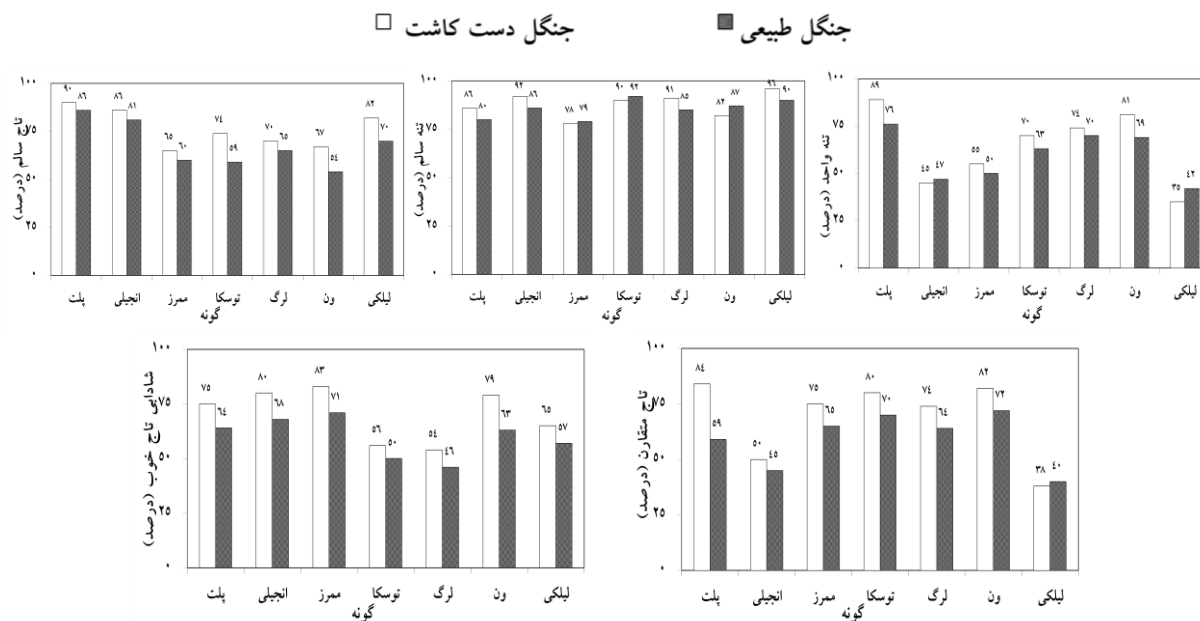 جنگل طبیعی
جنگل دست کاشت
تاج سالم (درصد)
۱۰۰
۷۵
۵۰
۲۵
۰
۹۰ ۸۶ ۸۶ ۸۱ ۶۵ ۶۰ ۷۴ ۵۹ ۷۰ ۶۵ ۶۷ ۵۴ ۸۲ ۷۰
پلت انجیلی ممرز توسکا لرگ ون لیلکی
گونه
تنه سالم (درصد)
۱۰۰
۷۵
۵۰
۲۵
۰
۸۶ ۸۰ ۹۲ ۸۶ ۷۸ ۷۹ ۹۰ ۹۲ ۹۱ ۸۵ ۸۲ ۸۷ ۹۶ ۹۰
پلت انجیلی ممرز توسکا لرگ ون لیلکی
گونه
تنه واحد (درصد)
۱۰۰
۷۵
۵۰
۲۵
۰
۸۹ ۷۶ ۴۵ ۴۷ ۵۵ ۵۰ ۷۰ ۶۳ ۷۴ ۷۰ ۸۱ ۶۹ ۳۵ ۴۲
پلت انجیلی ممرز توسکا لرگ ون لیلکی
گونه
شادابی تاج خوب (درصد)
۱۰۰
۷۵
۵۰
۲۵
۰
۷۵ ۶۴ ۸۰ ۶۸ ۸۳ ۷۱ ۵۶ ۵۰ ۵۴ ۴۶ ۷۹ ۶۳ ۶۵ ۵۷
پلت انجیلی ممرز توسکا لرگ ون لیلکی
گونه
تاج متقارن (درصد)
۱۰۰
۷۵
۵۰
۲۵
۰
۸۴ ۵۹ ۵۰ ۴۵ ۷۵ ۶۵ ۸۰ ۷۰ ۷۴ ۶۴ ۸۲ ۷۲ ۳۸ ۴۰
پلت انجیلی ممرز توسکا لرگ ون لیلکی
گونه